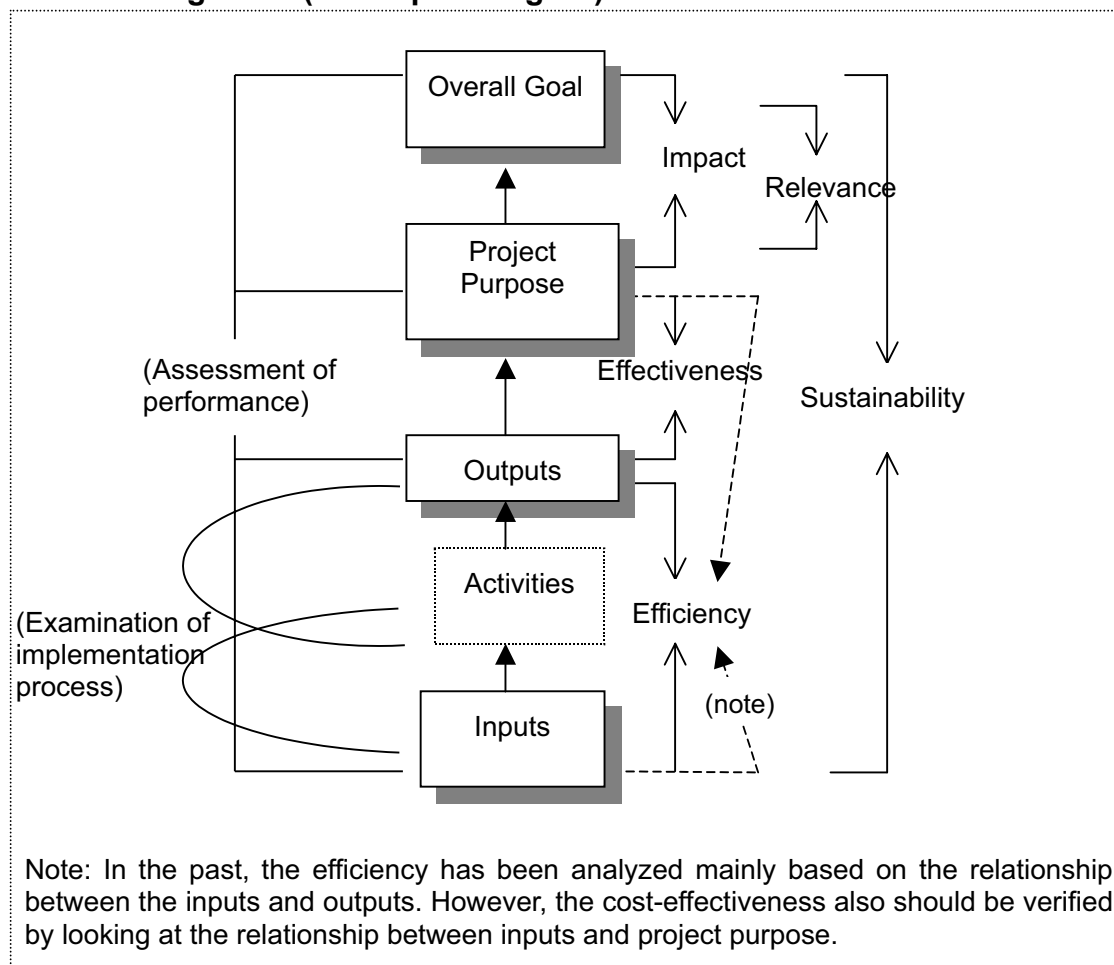 Overall Goal
Impact
Relevance
Project
Purpose
(Assessment of
performance)
Effectiveness
Sustainability
Outputs
Activities
Efficiency
(Examination of
implementation
process)
(note)
Inputs
Note: In the past, the efficiency has been analyzed mainly based on the relationship
between the inputs and outputs. However, the cost-effectiveness also should be verified
by looking at the relationship between inputs and project purpose.